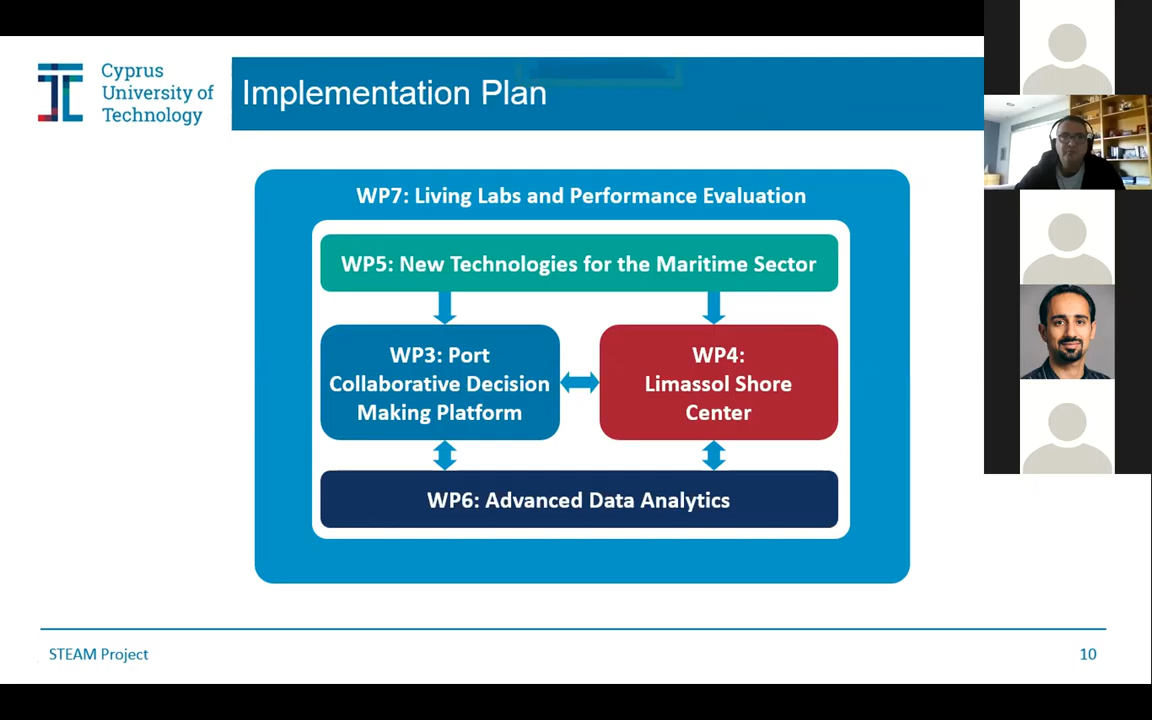 Cyprus
University of
Technology
Implementation Plan
WP7: Living Labs and Performance Evaluation
WP5: New Technologies for the Maritime Sector
WP3: Port
Collaborative Decision
Making Platform
WP4:
Limassol Shore
Center
WP6: Advanced Data Analytics
STEAM Project
10